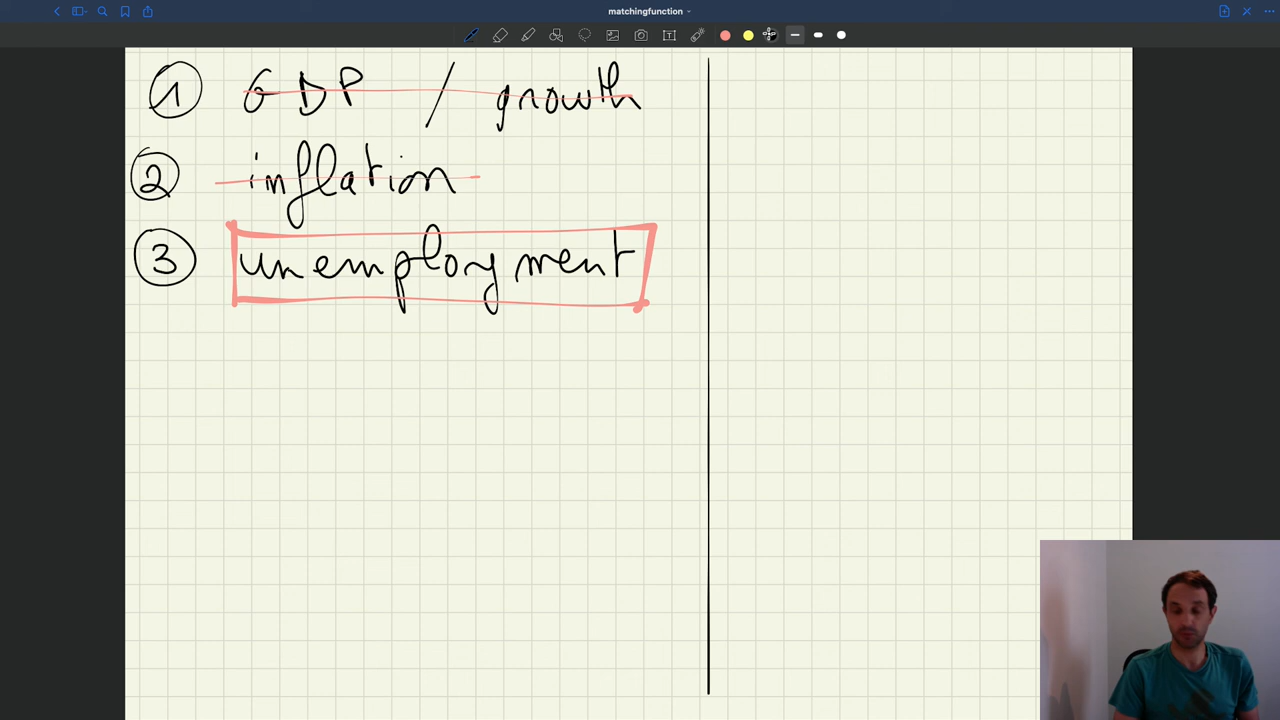 matchingfunction
1 GDP / growth
2 inflation
3 unemployment